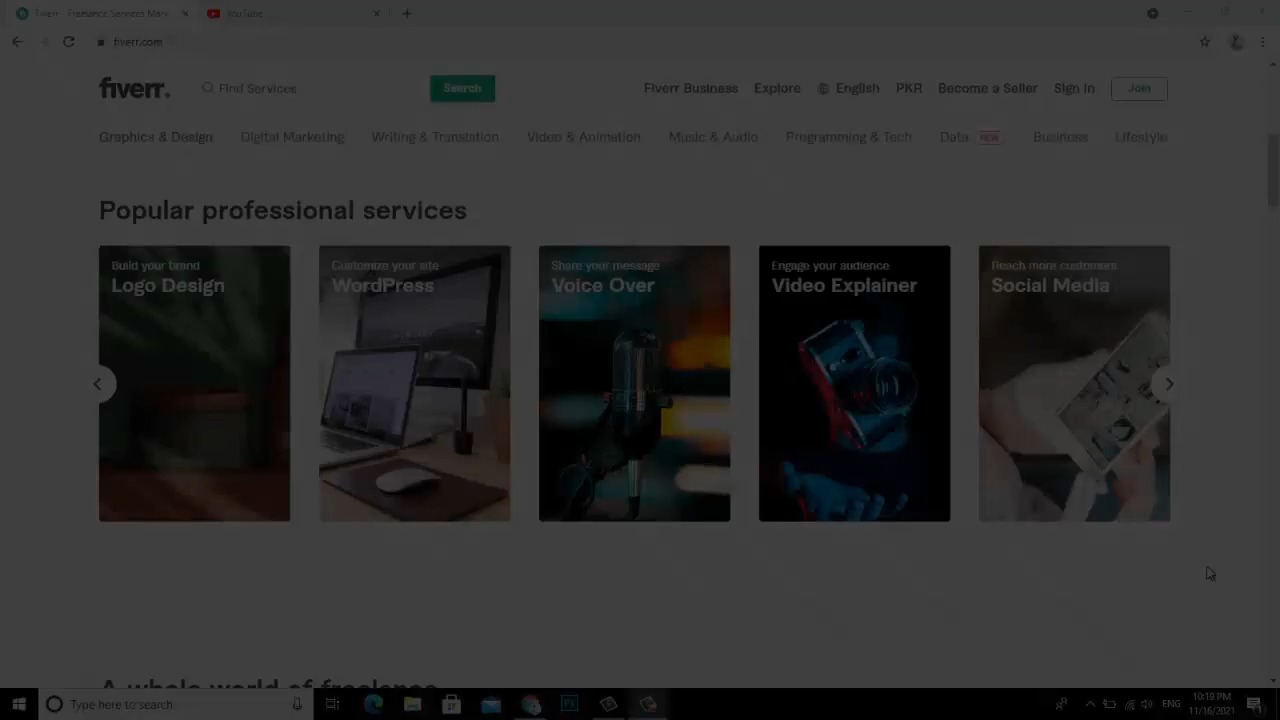 Fiverr - Freelance Services Mark
YouTube
fiverr.com
fiverr.
Find Services
Search
Fiverr Business
Explore
English
PKR
Become a Seller
Sign In
Join
Graphics & Design
Digital Marketing
Writing & Translation
Video & Animation
Music & Audio
Programming & Tech
Data NEW
Business
Lifestyle
Popular professional services
Build your brand
Logo Design
Customize your site
WordPress
Share your message
Voice Over
Engage your audience
Video Explainer
Reach more customers
Social Media
A whole world of freelance
Type here to search
ENG
10:19 PM
11/16/2021